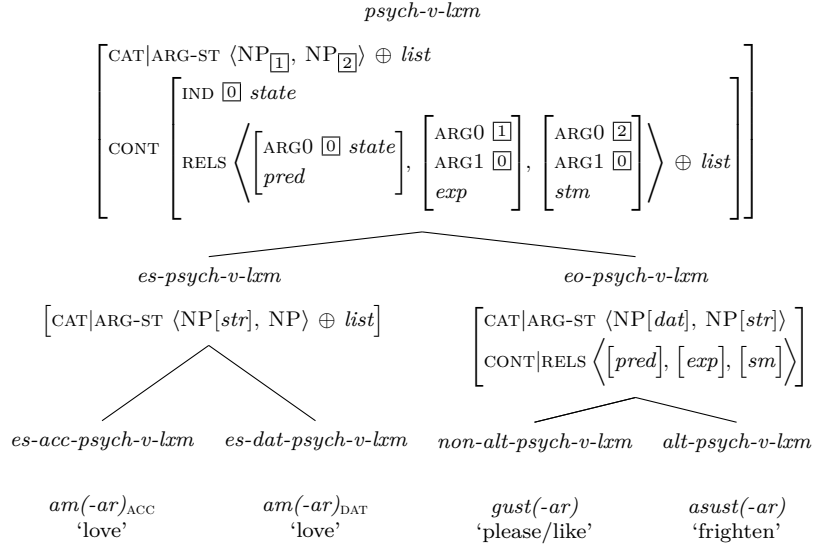 psych-v-lxm
CAT|ARG-ST ⟨NP[1], NP[2]⟩ ⊕ list
IND [0] state
CONT RELS ⟨[ARG0 [0] state pred], [ARG0 [1] ARG1 [0] exp], [ARG0 [2] ARG1 [0] stm]⟩ ⊕ list
es-psych-v-lxm eo-psych-v-lxm
[CAT|ARG-ST ⟨NP[str], NP⟩ ⊕ list] CAT|ARG-ST ⟨NP[dat], NP[str]⟩
CONT|RELS ⟨[pred], [exp], [sm]⟩
es-acc-psych-v-lxm es-dat-psych-v-lxm non-alt-psych-v-lxm alt-psych-v-lxm
am(-ar)ACC am(-ar)DAT gust(-ar) asust(-ar)
‘love’ ‘love’ ‘please/like’ ‘frighten’